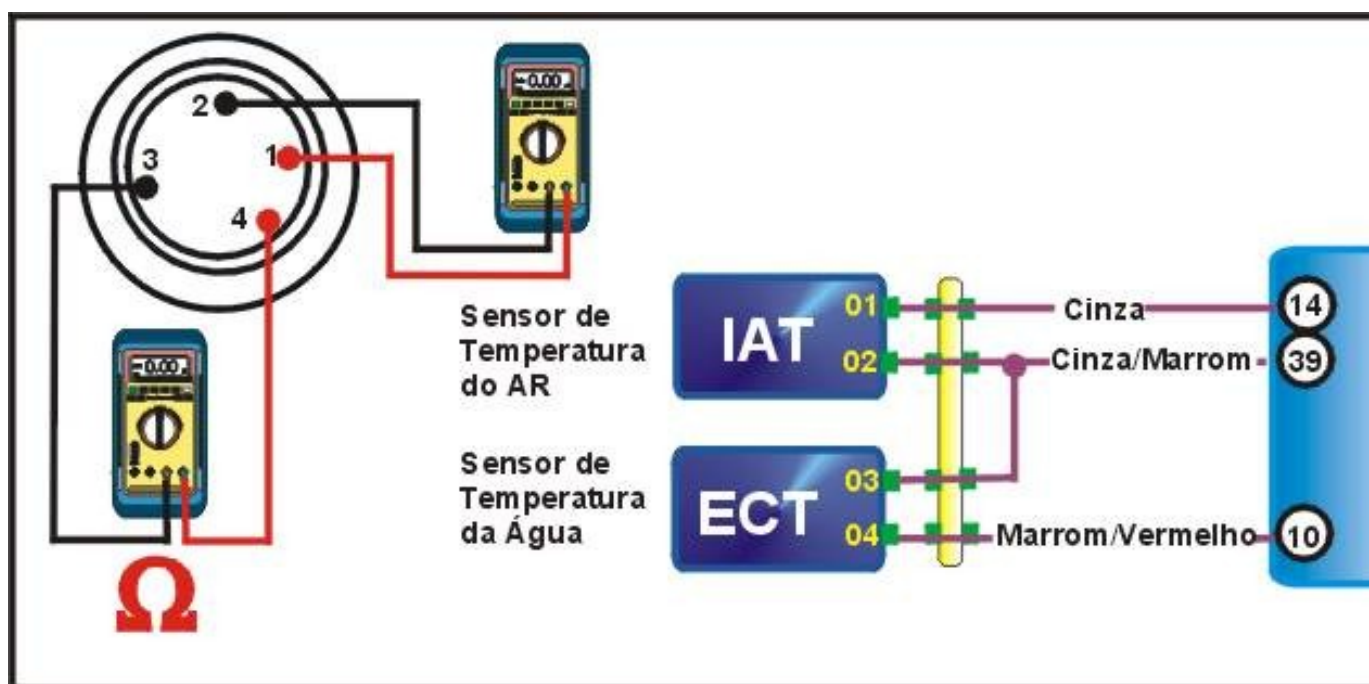 2
1
3
4
-0.00
-0.00
Ω
Sensor de
Temperatura
do AR
IAT
01
02
Cinza
14
Cinza/Marrom
39
Sensor de
Temperatura
da Água
ECT
03
04
Marrom/Vermelho
10